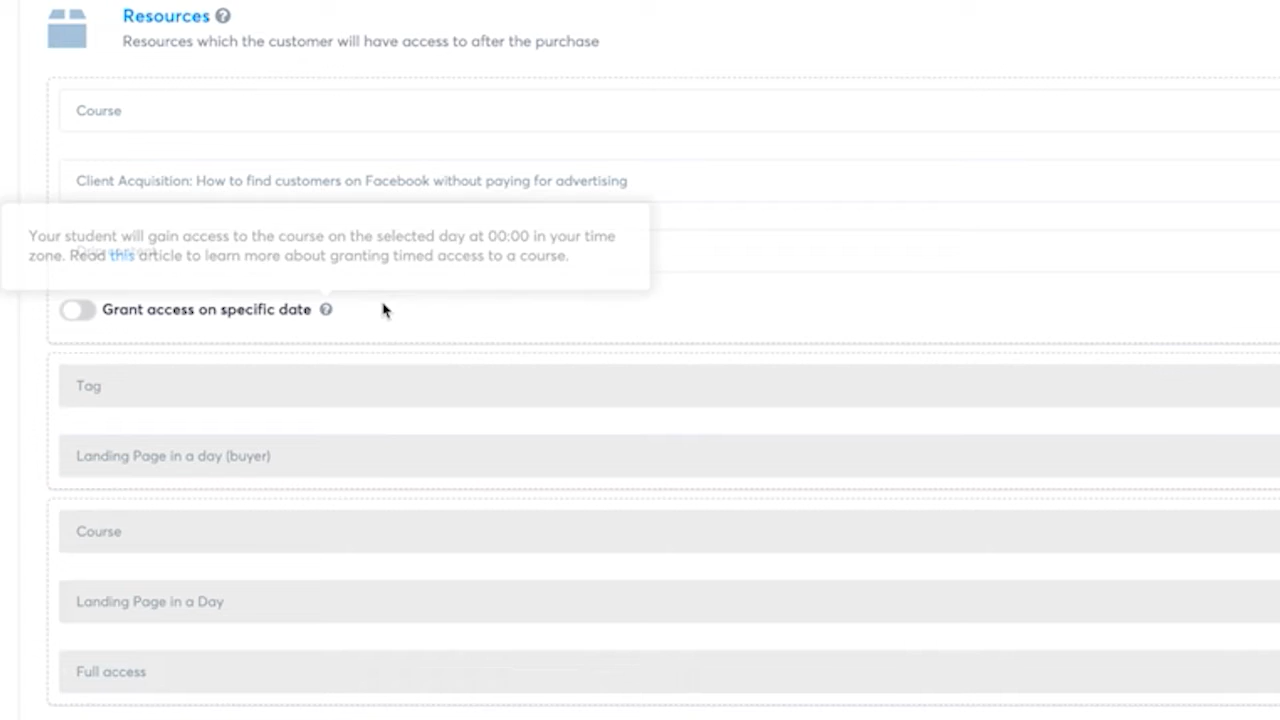 Resources
Resources which the customer will have access to after the purchase
Course
Client Acquisition: How to find customers on Facebook without paying for advertising
Your student will gain access to the course on the selected day at 00:00 in your time
zone. Read this article to learn more about granting timed access to a course.
Grant access on specific date
Tag
Landing Page in a day (buyer)
Course
Landing Page in a Day
Full access